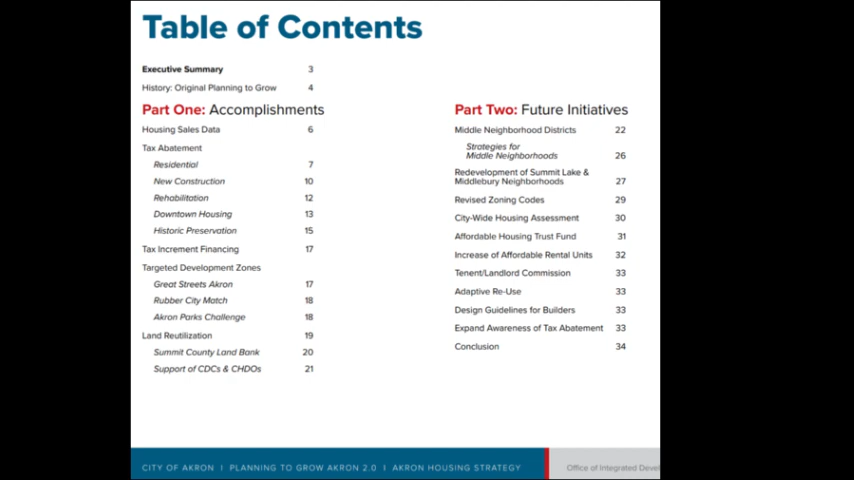 Table of Contents
Executive Summary 3
History: Original Planning to Grow 4
Part One: Accomplishments
Housing Sales Data 6
Tax Abatement
Residential 7
New Construction 10
Rehabilitation 12
Downtown Housing 13
Historic Preservation 15
Tax Increment Financing 17
Targeted Development Zones
Great Streets Akron 17
Rubber City Match 18
Akron Parks Challenge 18
Land Reutilization 19
Summit County Land Bank 20
Support of CDCs & CHDOs 21
Part Two: Future Initiatives
Middle Neighborhood Districts 22
Strategies for
Middle Neighborhoods 26
Redevelopment of Summit Lake &
Middlebury Neighborhoods 27
Revised Zoning Codes 29
City-Wide Housing Assessment 30
Affordable Housing Trust Fund 31
Increase of Affordable Rental Units 32
Tenent/Landlord Commission 33
Adaptive Re-Use 33
Design Guidelines for Builders 33
Expand Awareness of Tax Abatement 33
Conclusion 34
CITY OF AKRON | PLANNING TO GROW AKRON 2.0 | AKRON HOUSING STRATEGY
Office of Integrated Devel